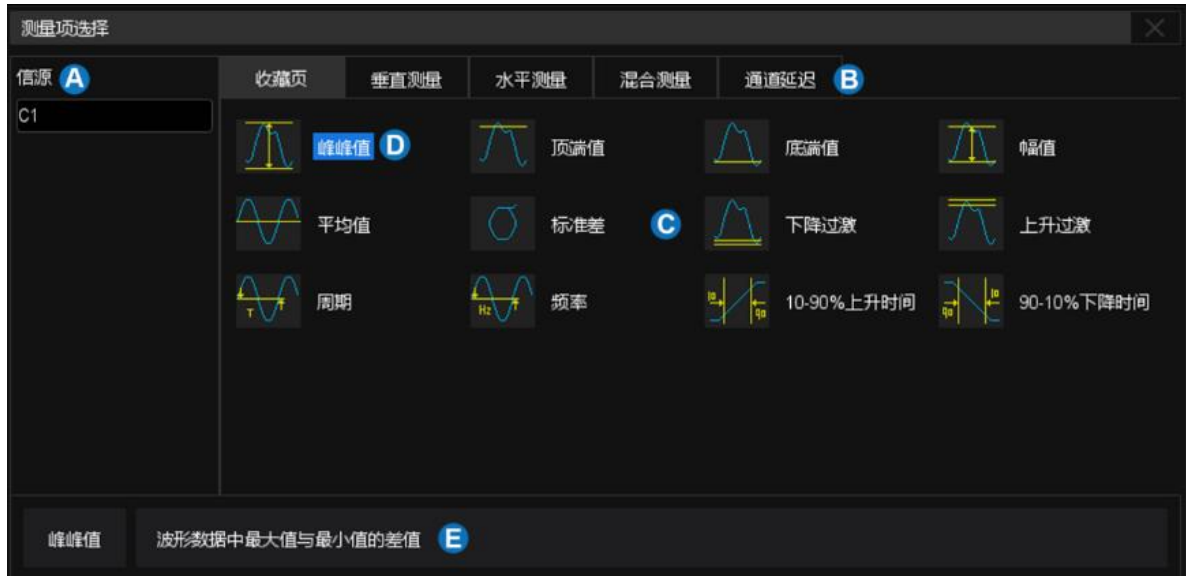 测量项选择
信源 A
C1
收藏页 垂直测量 水平测量 混合测量 通道延迟 B
峰峰值 D 顶端值 底端值 幅值
平均值 标准差 C 下降过激 上升过激
T 周期 Hz 频率 10 90 10-90%上升时间 90 10 90-10%下降时间
峰峰值 波形数据中最大值与最小值的差值 E